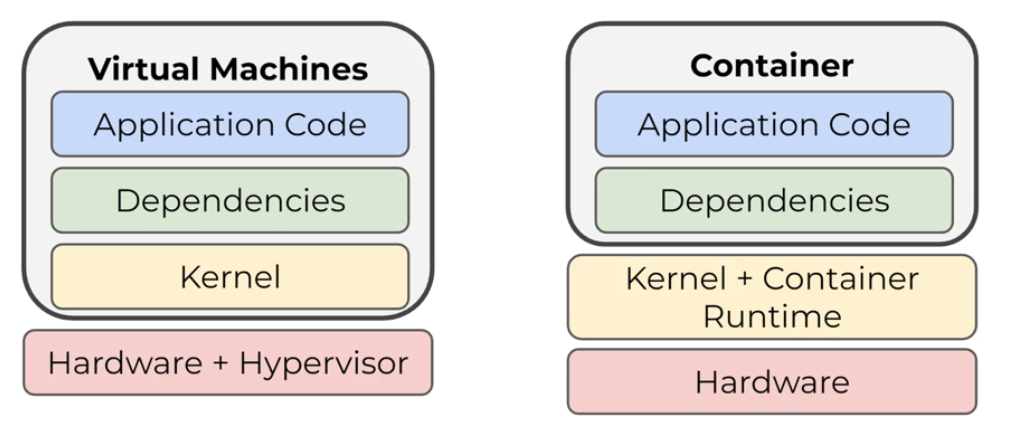 Virtual Machines
Application Code
Dependencies
Kernel
Hardware + Hypervisor
Container
Application Code
Dependencies
Kernel + Container
Runtime
Hardware